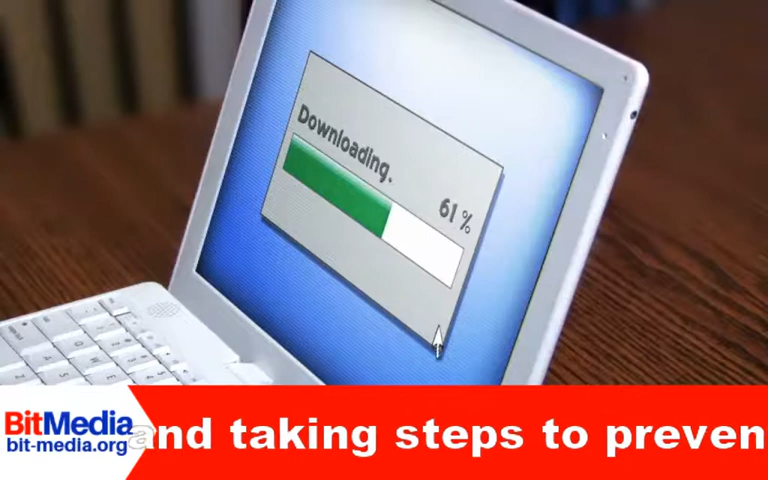 Downloading.
61 %
BitMedia
bit-media.org
and taking steps to preven